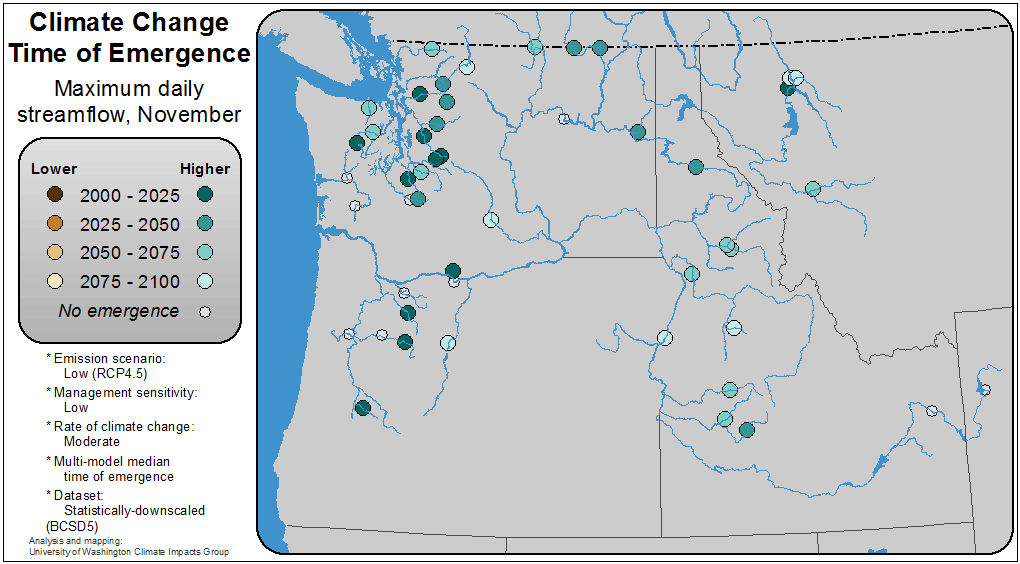 Climate Change
Time of Emergence
Maximum daily
streamflow, November
Lower Higher
2000 - 2025
2025 - 2050
2050 - 2075
2075 - 2100
No emergence
* Emission scenario:
Low (RCP4.5)
* Management sensitivity:
Low
* Rate of climate change:
Moderate
* Multi-model median
time of emergence
* Dataset:
Statistically-downscaled
(BCSD5)
Analysis and mapping:
University of Washington Climate Impacts Group